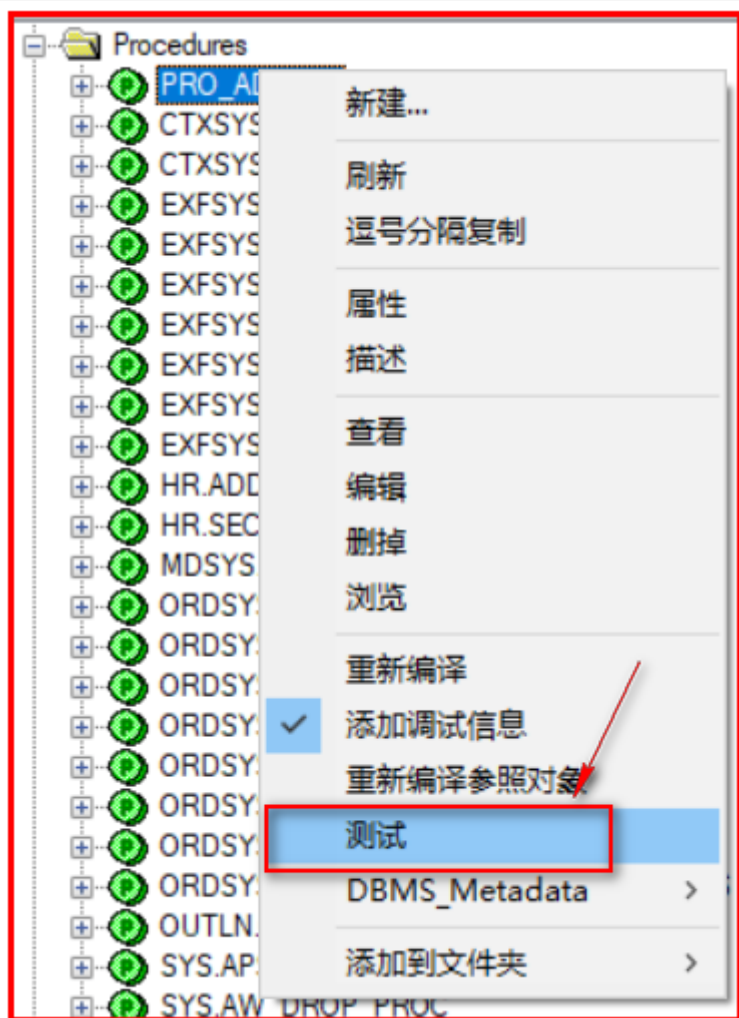 Procedures
PRO_AD
CTXSYS
CTXSYS
EXFSYS
EXFSYS
EXFSYS
EXFSYS
EXFSYS
EXFSYS
EXFSYS
HR.ADD
HR.SEC
MDSYS.
ORDSY
ORDSY
ORDSY
ORDSY
ORDSY
ORDSY
ORDSY
ORDSY
OUTLN.
SYS.AP
SYS.AW_DROP_PROC
新建...
刷新
逗号分隔复制
属性
描述
查看
编辑
删掉
浏览
重新编译
添加调试信息
重新编译参照对象
测试
DBMS_Metadata
添加到文件夹